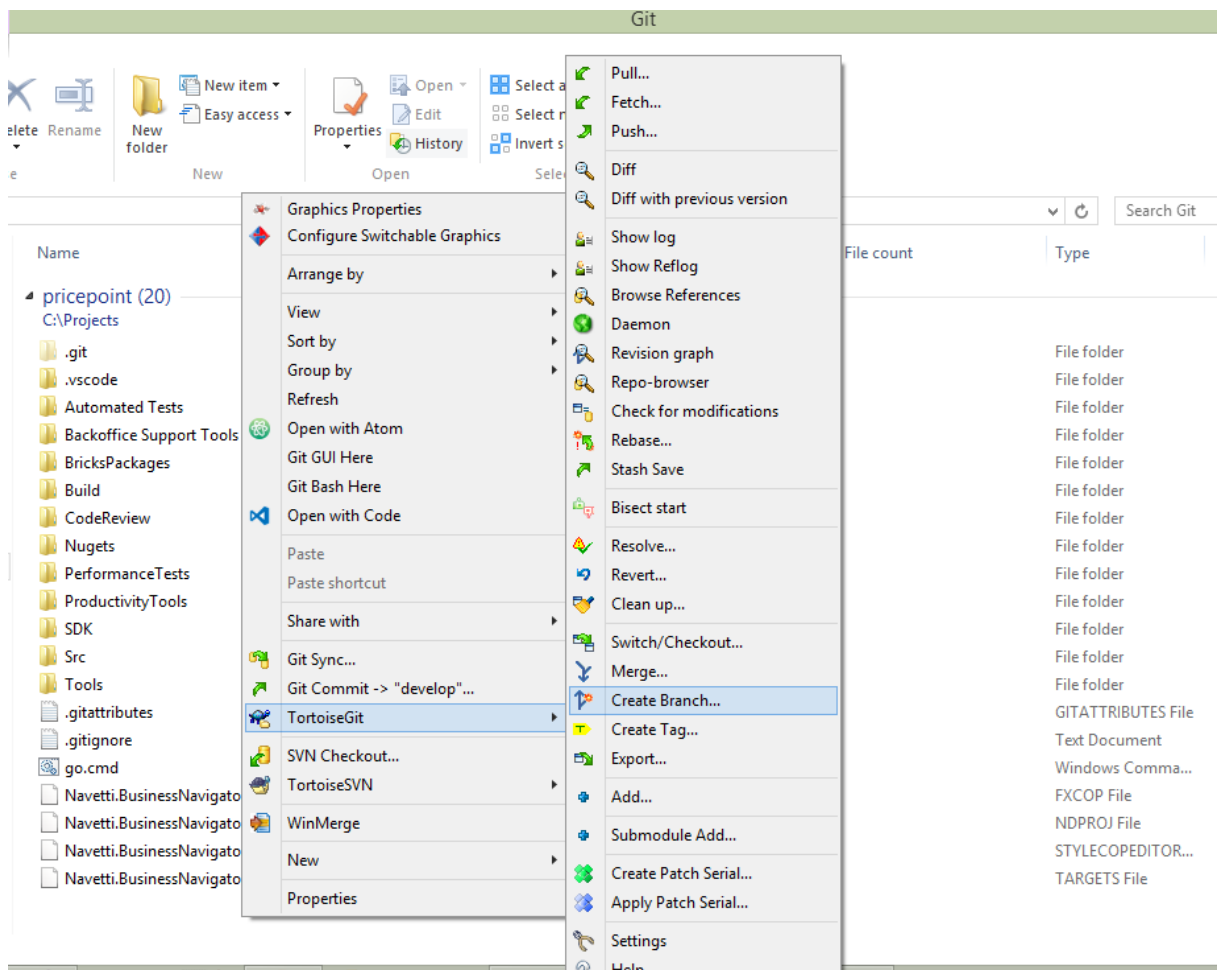 Git
New item
Easy access
elete
Rename
New
folder
Properties
Open
Edit
History
Select a
Select n
Invert s
e
New
Open
Sele
Search Git
Name
File count
Type
pricepoint (20)
C:\Projects
.git
File folder
.vscode
File folder
Automated Tests
File folder
Backoffice Support Tools
File folder
BricksPackages
File folder
Build
File folder
CodeReview
File folder
Nugets
File folder
PerformanceTests
File folder
ProductivityTools
File folder
SDK
File folder
Src
File folder
Tools
File folder
.gitattributes
GITATTRIBUTES File
.gitignore
Text Document
go.cmd
Windows Comma...
Navetti.BusinessNavigato
FXCOP File
Navetti.BusinessNavigato
NDPROJ File
Navetti.BusinessNavigato
STYLECOPEDITOR...
Navetti.BusinessNavigato
TARGETS File
Graphics Properties
Configure Switchable Graphics
Arrange by
View
Sort by
Group by
Refresh
Open with Atom
Git GUI Here
Git Bash Here
Open with Code
Paste
Paste shortcut
Share with
Git Sync...
Git Commit -> "develop"...
TortoiseGit
SVN Checkout...
TortoiseSVN
WinMerge
New
Properties
Pull...
Fetch...
Push...
Diff
Diff with previous version
Show log
Show Reflog
Browse References
Daemon
Revision graph
Repo-browser
Check for modifications
Rebase...
Stash Save
Bisect start
Resolve...
Revert...
Clean up...
Switch/Checkout...
Merge...
Create Branch...
Create Tag...
Export...
Add...
Submodule Add...
Create Patch Serial...
Apply Patch Serial...
Settings
Help